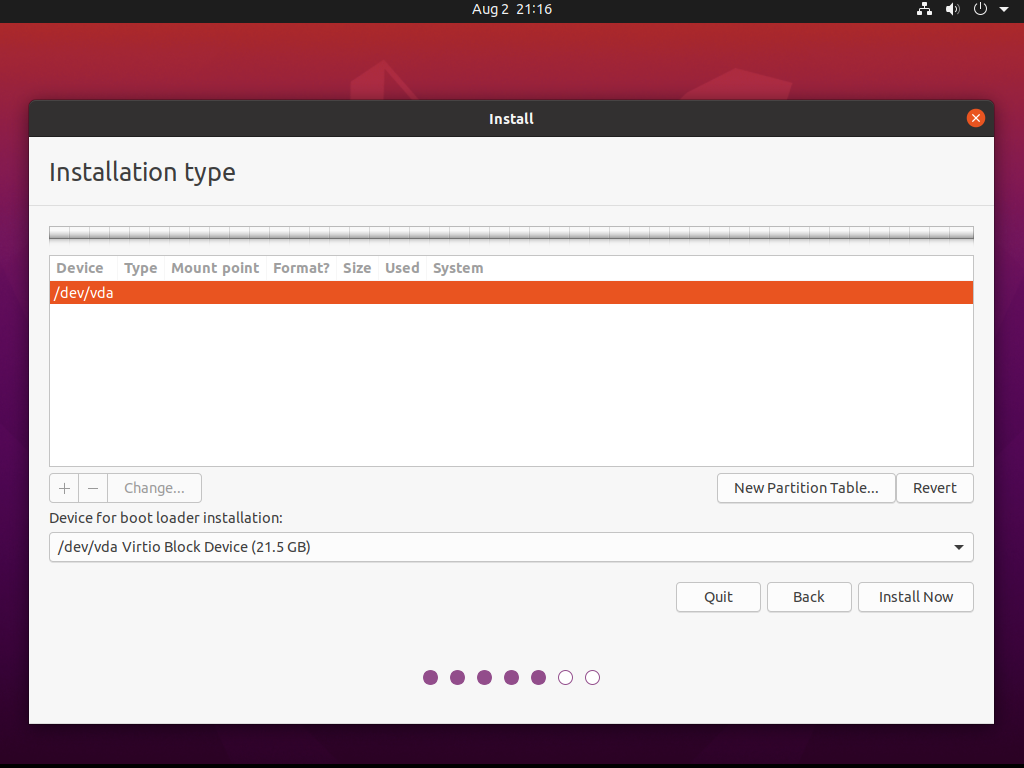 Aug 2 21:16
Install
Installation type
Device Type Mount point Format? Size Used System
/dev/vda
+ − Change... New Partition Table... Revert
Device for boot loader installation:
/dev/vda Virtio Block Device (21.5 GB)
Quit Back Install Now